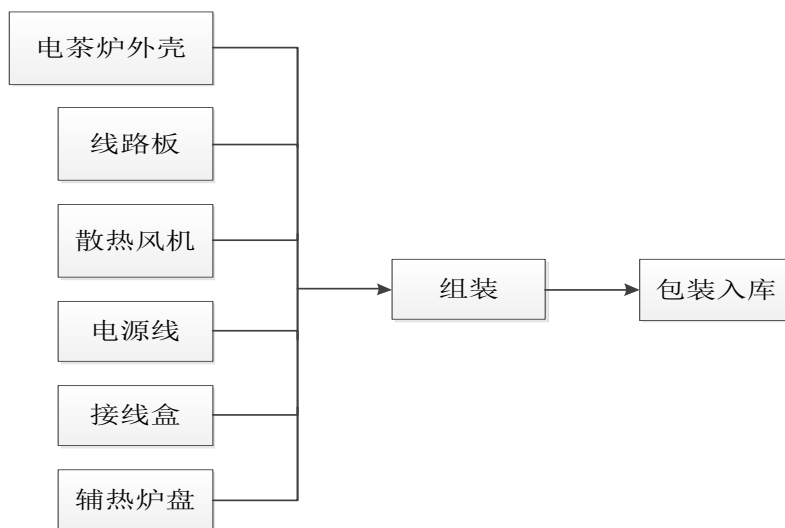 电茶炉外壳
线路板
散热风机
电源线
接线盒
辅热炉盘
组装
包装入库